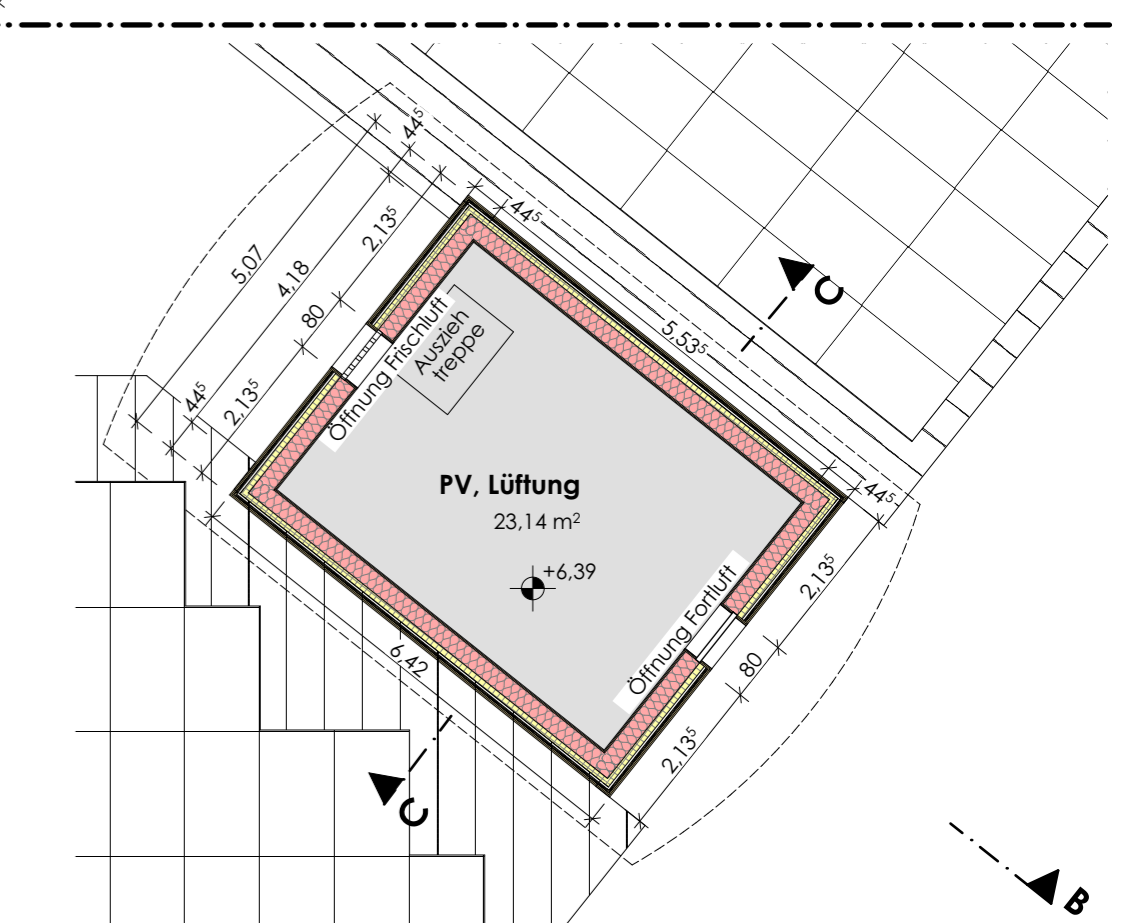 44⁵
44⁵
5,07
4,18
2,13⁵
80
2,13⁵
44⁵
5,53⁵
C
Öffnung Frischluft
Auszieh
treppe
PV, Lüftung
23,14 m²
+6,39
44⁵
2,13⁵
80
2,13⁵
Öffnung Fortluft
6,42
C
B